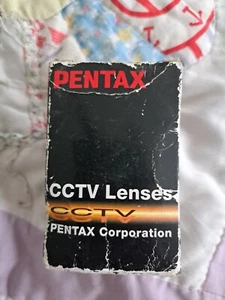 PENTAX
CCTV Lenses
CCTV
PENTAX Corporation